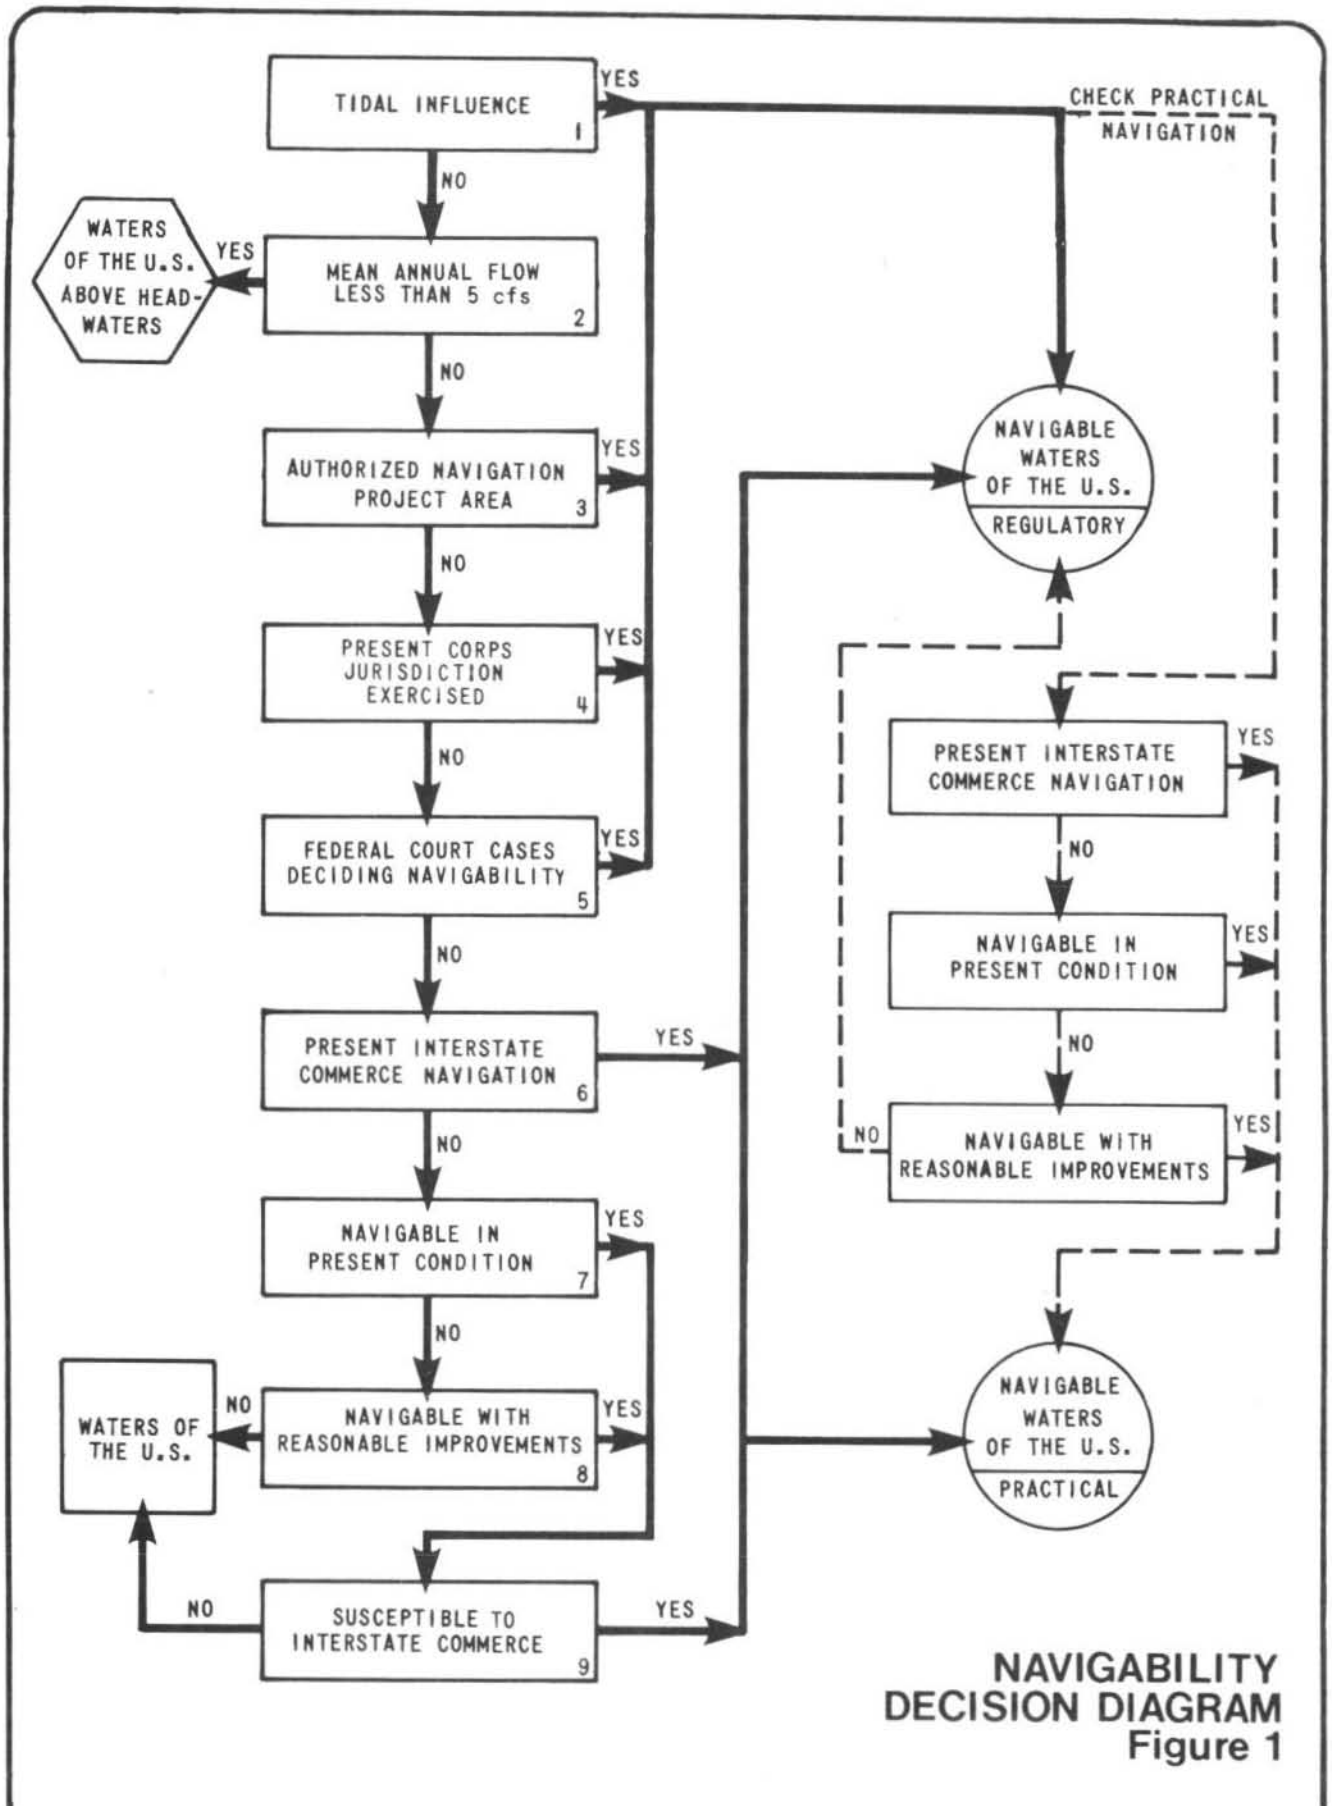 TIDAL INFLUENCE
1
YES
NO
CHECK PRACTICAL
NAVIGATION
WATERS
OF THE U.S.
ABOVE HEAD-
WATERS
YES
MEAN ANNUAL FLOW
LESS THAN 5 cfs
2
NO
AUTHORIZED NAVIGATION
PROJECT AREA
3
YES
NO
PRESENT CORPS
JURISDICTION
EXERCISED
4
YES
NO
FEDERAL COURT CASES
DECIDING NAVIGABILITY
5
YES
NO
PRESENT INTERSTATE
COMMERCE NAVIGATION
6
YES
NO
NAVIGABLE IN
PRESENT CONDITION
7
YES
NO
NAVIGABLE WITH
REASONABLE IMPROVEMENTS
8
YES
NO
WATERS OF
THE U.S.
SUSCEPTIBLE TO
INTERSTATE COMMERCE
9
NO
YES
NAVIGABLE
WATERS
OF THE U.S.
REGULATORY
PRESENT INTERSTATE
COMMERCE NAVIGATION
YES
NO
NAVIGABLE IN
PRESENT CONDITION
YES
NO
NAVIGABLE WITH
REASONABLE IMPROVEMENTS
YES
NO
NAVIGABLE
WATERS
OF THE U.S.
PRACTICAL
NAVIGABILITY
DECISION DIAGRAM
Figure 1